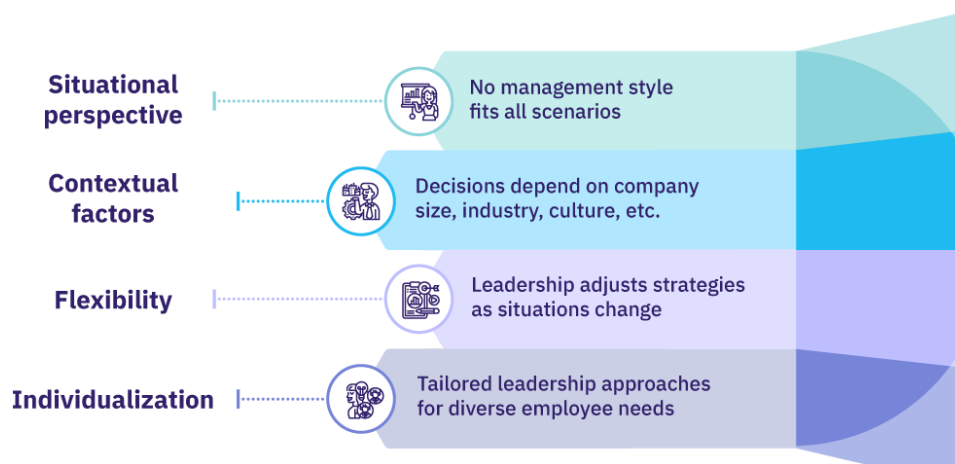 Situational
perspective
No management style
fits all scenarios
Contextual
factors
Decisions depend on company
size, industry, culture, etc.
Flexibility
Leadership adjusts strategies
as situations change
Individualization
Tailored leadership approaches
for diverse employee needs